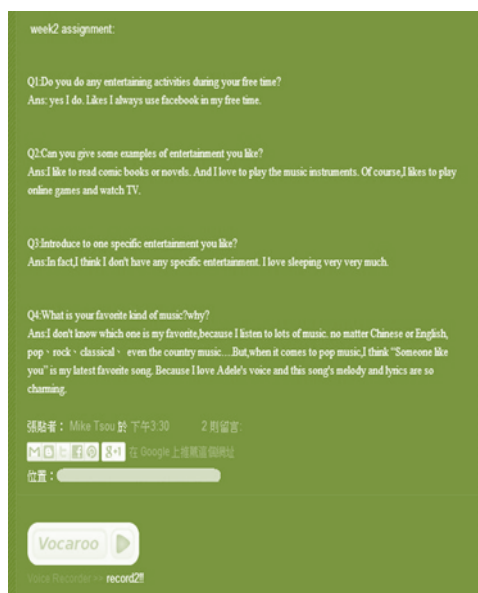 week2 assignment:
Q1:Do you do any entertaining activities during your free time?
Ans: yes I do. Likes I always use facebook in my free time.
Q2:Can you give some examples of entertainment you like?
Ans:I like to read comic books or novels. And I love to play the music instruments. Of course,I likes to play
online games and watch TV.
Q3:Introduce to one specific entertainment you like?
Ans:In fact,I think I don't have any specific entertainment. I love sleeping very very much.
Q4:What is your favorite kind of music?why?
Ans:I don't know which one is my favorite,because I listen to lots of music. no matter Chinese or English,
pop、rock、classical、 even the country music....But,when it comes to pop music,I think “Someone like
you” is my latest favorite song. Because I love Adele's voice and this song's melody and lyrics are so
charming.
張貼者： Mike Tsou 於 下午3:30 2 則留言:
g+1 在 Google 上推薦這個網址
位置：
Vocaroo
Voice Recorder >> record2!!!